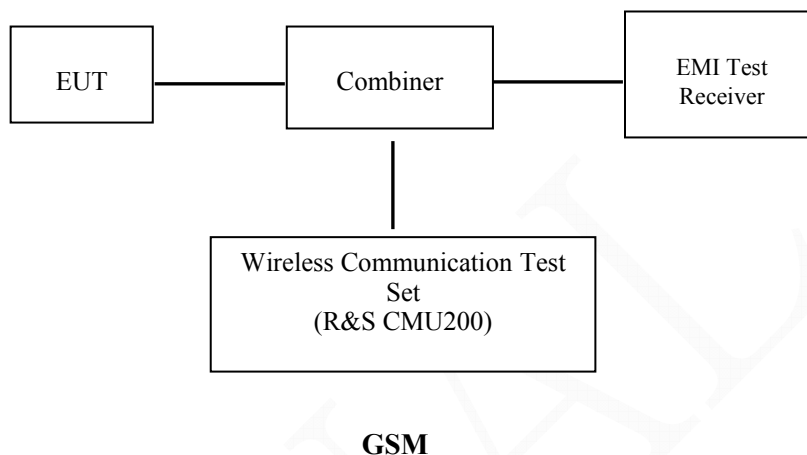 EUT
Combiner
EMI Test
Receiver
Wireless Communication Test
Set
(R&S CMU200)
GSM